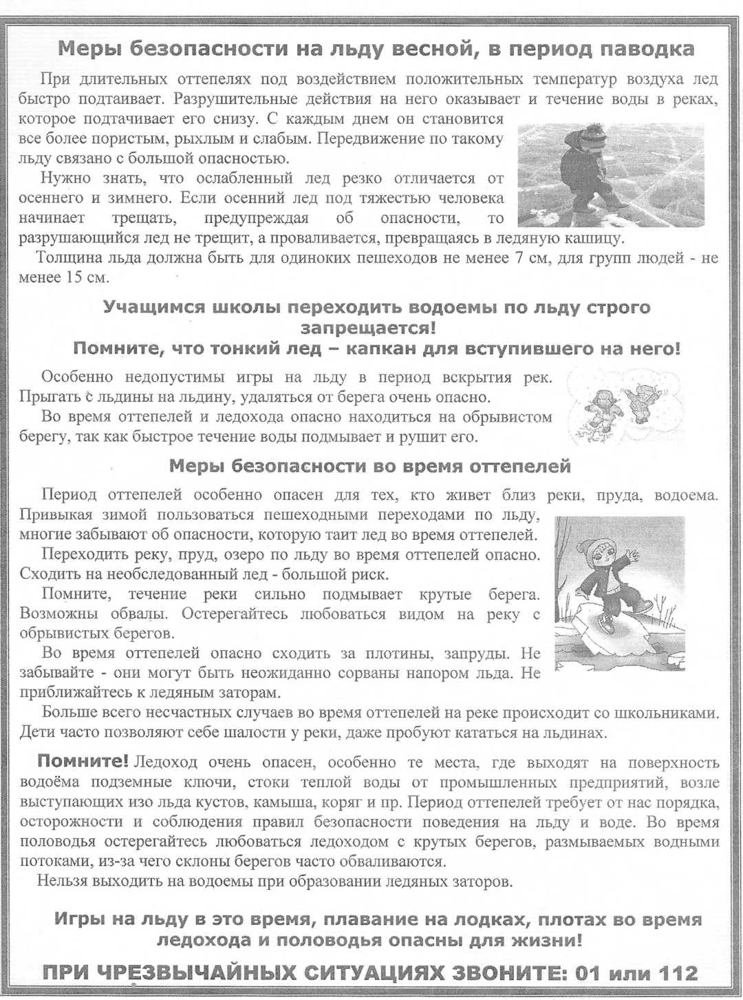 Меры безопасности на льду весной, в период паводка
При длительных оттепелях под воздействием положительных температур воздуха лед
быстро подтаивает. Разрушительные действия на него оказывает и течение воды в реках,
которое подтачивает его снизу. С каждым днем он становится
все более пористым, рыхлым и слабым. Передвижение по такому
льду связано с большой опасностью.
Нужно знать, что ослабленный лед резко отличается от
осеннего и зимнего. Если осенний лед под тяжестью человека
начинает трещать, предупреждая об опасности, то
разрушающийся лед не трещит, а проваливается, превращаясь в ледяную кашицу.
Толщина льда должна быть для одиноких пешеходов не менее 7 см, для групп людей - не
менее 15 см.
Учащимся школы переходить водоемы по льду строго
запрещается!
Помните, что тонкий лед – капкан для вступившего на него!
Особенно недопустимы игры на льду в период вскрытия рек.
Прыгать с льдины на льдину, удаляться от берега очень опасно.
Во время оттепелей и ледохода опасно находиться на обрывистом
берегу, так как быстрое течение воды подмывает и рушит его.
Меры безопасности во время оттепелей
Период оттепелей особенно опасен для тех, кто живет близ реки, пруда, водоема.
Привыкая зимой пользоваться пешеходными переходами по льду,
многие забывают об опасности, которую таит лед во время оттепелей.
Переходить реку, пруд, озеро по льду во время оттепелей опасно.
Сходить на необследованный лед - большой риск.
Помните, течение реки сильно подмывает крутые берега.
Возможны обвалы. Остерегайтесь любоваться видом на реку с
обрывистых берегов.
Во время оттепелей опасно сходить за плотины, запруды. Не
забывайте - они могут быть неожиданно сорваны напором льда. Не
приближайтесь к ледяным заторам.
Больше всего несчастных случаев во время оттепелей на реке происходит со школьниками.
Дети часто позволяют себе шалости у реки, даже пробуют кататься на льдинах.
Помните! Ледоход очень опасен, особенно те места, где выходят на поверхность
водоёма подземные ключи, стоки теплой воды от промышленных предприятий, возле
выступающих изо льда кустов, камыша, коряг и пр. Период оттепелей требует от нас порядка,
осторожности и соблюдения правил безопасности поведения на льду и воде. Во время
половодья остерегайтесь любоваться ледоходом с крутых берегов, размываемых водными
потоками, из-за чего склоны берегов часто обваливаются.
Нельзя выходить на водоемы при образовании ледяных заторов.
Игры на льду в это время, плавание на лодках, плотах во время
ледохода и половодья опасны для жизни!
ПРИ ЧРЕЗВЫЧАЙНЫХ СИТУАЦИЯХ ЗВОНИТЕ: 01 или 112